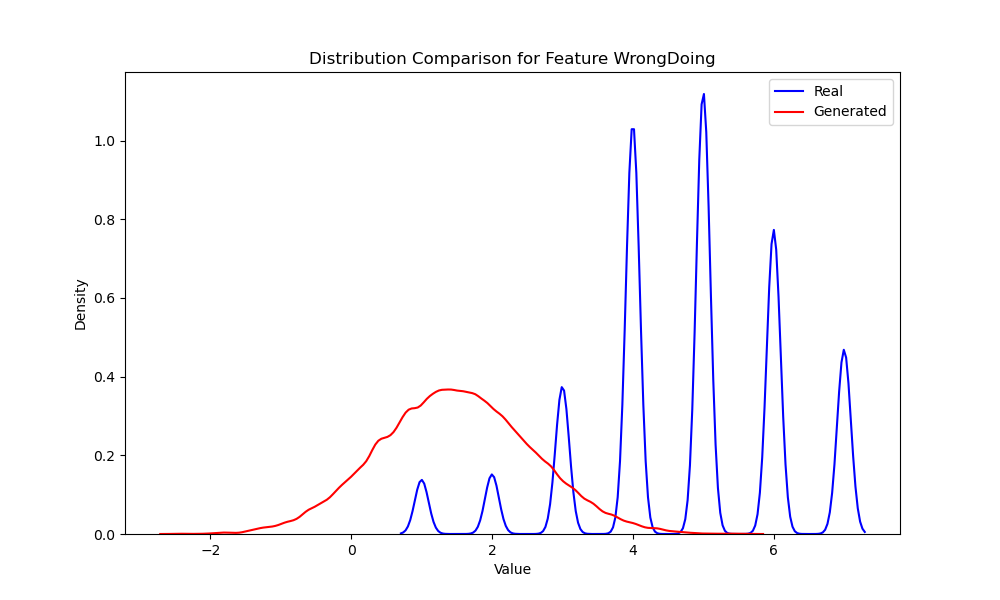 Distribution Comparison for Feature WrongDoing
Real
Generated
1.0
0.8
0.6
0.4
0.2
0.0
Density
−2
0
2
4
6
Value